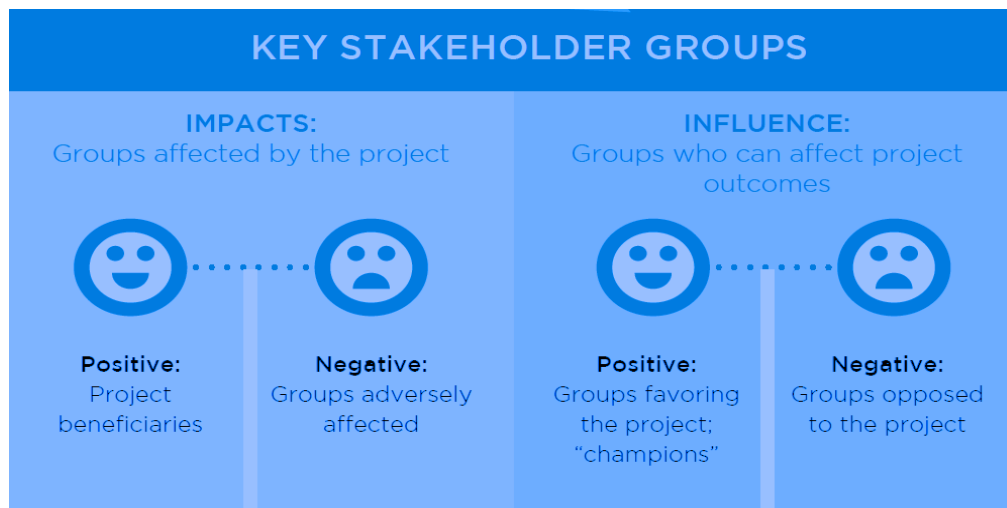 KEY STAKEHOLDER GROUPS
IMPACTS:
Groups affected by the project
Positive:
Project
beneficiaries
Negative:
Groups adversely
affected
INFLUENCE:
Groups who can affect project
outcomes
Positive:
Groups favoring
the project;
“champions”
Negative:
Groups opposed
to the project